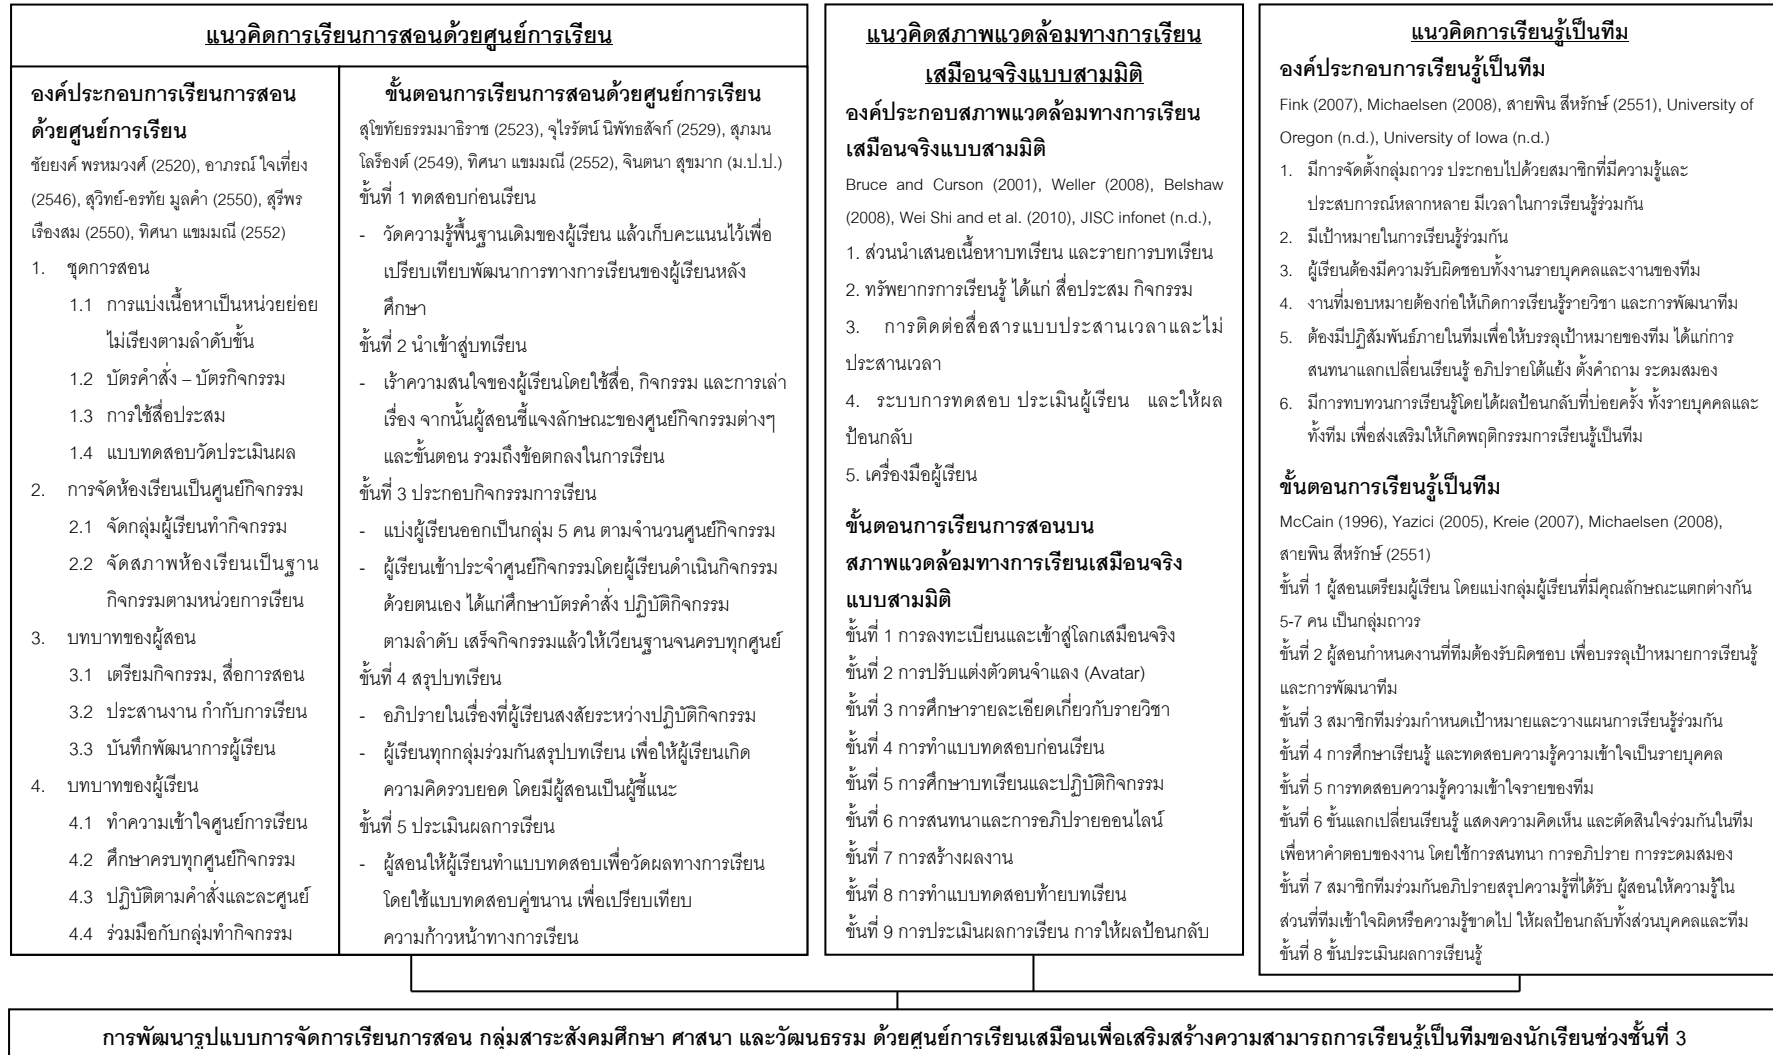 แนวคิดการเรียนการสอนด้วยศูนย์การเรียน
องค์ประกอบการเรียนการสอน
ด้วยศูนย์การเรียน
ชัยยงค์ พรหมวงศ์ (2520), อาภรณ์ ใจเที่ยง
(2546), สุวิทย์-อรทัย มูลคำ (2550), สุรีพร
เรืองสม (2550), ทิศนา แขมมณี (2552)
1. ชุดการสอน
1.1 การแบ่งเนื้อหาเป็นหน่วยย่อย
ไม่เรียงตามลำดับขั้น
1.2 บัตรคำสั่ง – บัตรกิจกรรม
1.3 การใช้สื่อประสม
1.4 แบบทดสอบวัดประเมินผล
2. การจัดห้องเรียนเป็นศูนย์กิจกรรม
2.1 จัดกลุ่มผู้เรียนทำกิจกรรม
2.2 จัดสภาพห้องเรียนเป็นฐาน
กิจกรรมตามหน่วยการเรียน
3. บทบาทของผู้สอน
3.1 เตรียมกิจกรรม, สื่อการสอน
3.2 ประสานงาน กำกับการเรียน
3.3 บันทึกพัฒนาการผู้เรียน
4. บทบาทของผู้เรียน
4.1 ทำความเข้าใจศูนย์การเรียน
4.2 ศึกษาครบทุกศูนย์กิจกรรม
4.3 ปฏิบัติตามคำสั่งและละศูนย์
4.4 ร่วมมือกับกลุ่มทำกิจกรรม
ขั้นตอนการเรียนการสอนด้วยศูนย์การเรียน
สุโขทัยธรรมมาธิราช (2523), จุไรรัตน์ นิพัทธสัจก์ (2529), สุภมน
โลร็องต์ (2549), ทิศนา แขมมณี (2552), จินตนา สุขมาก (ม.ป.ป.)
ขั้นที่ 1 ทดสอบก่อนเรียน
- วัดความรู้พื้นฐานเดิมของผู้เรียน แล้วเก็บคะแนนไว้เพื่อ
เปรียบเทียบพัฒนาการทางการเรียนของผู้เรียนหลัง
ศึกษา
ขั้นที่ 2 นำเข้าสู่บทเรียน
- เร้าความสนใจของผู้เรียนโดยใช้สื่อ, กิจกรรม และการเล่า
เรื่อง จากนั้นผู้สอนชี้แจงลักษณะของศูนย์กิจกรรมต่างๆ
และขั้นตอน รวมถึงข้อตกลงในการเรียน
ขั้นที่ 3 ประกอบกิจกรรมการเรียน
- แบ่งผู้เรียนออกเป็นกลุ่ม 5 คน ตามจำนวนศูนย์กิจกรรม
- ผู้เรียนเข้าประจำศูนย์กิจกรรมโดยผู้เรียนดำเนินกิจกรรม
ด้วยตนเอง ได้แก่ศึกษาบัตรคำสั่ง ปฏิบัติกิจกรรม
ตามลำดับ เสร็จกิจกรรมแล้วให้เวียนฐานจนครบทุกศูนย์
ขั้นที่ 4 สรุปบทเรียน
- อภิปรายในเรื่องที่ผู้เรียนสงสัยระหว่างปฏิบัติกิจกรรม
- ผู้เรียนทุกกลุ่มร่วมกันสรุปบทเรียน เพื่อให้ผู้เรียนเกิด
ความคิดรวบยอด โดยมีผู้สอนเป็นผู้ชี้แนะ
ขั้นที่ 5 ประเมินผลการเรียน
- ผู้สอนให้ผู้เรียนทำแบบทดสอบเพื่อวัดผลทางการเรียน
โดยใช้แบบทดสอบคู่ขนาน เพื่อเปรียบเทียบ
ความก้าวหน้าทางการเรียน
แนวคิดสภาพแวดล้อมทางการเรียน
เสมือนจริงแบบสามมิติ
องค์ประกอบสภาพแวดล้อมทางการเรียน
เสมือนจริงแบบสามมิติ
Bruce and Curson (2001), Weller (2008), Belshaw
(2008), Wei Shi and et al. (2010), JISC infonet (n.d.),
1. ส่วนนำเสนอเนื้อหาบทเรียน และรายการบทเรียน
2. ทรัพยากรการเรียนรู้ ได้แก่ สื่อประสม กิจกรรม
3. การติดต่อสื่อสารแบบประสานเวลาและไม่
ประสานเวลา
4. ระบบการทดสอบ ประเมินผู้เรียน และให้ผล
ป้อนกลับ
5. เครื่องมือผู้เรียน
ขั้นตอนการเรียนการสอนบน
สภาพแวดล้อมทางการเรียนเสมือนจริง
แบบสามมิติ
ขั้นที่ 1 การลงทะเบียนและเข้าสู่โลกเสมือนจริง
ขั้นที่ 2 การปรับแต่งตัวตนจำแลง (Avatar)
ขั้นที่ 3 การศึกษารายละเอียดเกี่ยวกับรายวิชา
ขั้นที่ 4 การทำแบบทดสอบก่อนเรียน
ขั้นที่ 5 การศึกษาบทเรียนและปฏิบัติกิจกรรม
ขั้นที่ 6 การสนทนาและการอภิปรายออนไลน์
ขั้นที่ 7 การสร้างผลงาน
ขั้นที่ 8 การทำแบบทดสอบท้ายบทเรียน
ขั้นที่ 9 การประเมินผลการเรียน การให้ผลป้อนกลับ
แนวคิดการเรียนรู้เป็นทีม
องค์ประกอบการเรียนรู้เป็นทีม
Fink (2007), Michaelsen (2008), สายพิน สีหรักษ์ (2551), University of
Oregon (n.d.), University of Iowa (n.d.)
1. มีการจัดตั้งกลุ่มถาวร ประกอบไปด้วยสมาชิกที่มีความรู้และ
ประสบการณ์หลากหลาย มีเวลาในการเรียนรู้ร่วมกัน
2. มีเป้าหมายในการเรียนรู้ร่วมกัน
3. ผู้เรียนต้องมีความรับผิดชอบทั้งงานรายบุคคลและงานของทีม
4. งานที่มอบหมายต้องก่อให้เกิดการเรียนรู้รายวิชา และการพัฒนาทีม
5. ต้องมีปฏิสัมพันธ์ภายในทีมเพื่อให้บรรลุเป้าหมายของทีม ได้แก่การ
สนทนาแลกเปลี่ยนเรียนรู้ อภิปรายโต้แย้ง ตั้งคำถาม ระดมสมอง
6. มีการทบทวนการเรียนรู้โดยได้ผลป้อนกลับที่บ่อยครั้ง ทั้งรายบุคคลและ
ทั้งทีม เพื่อส่งเสริมให้เกิดพฤติกรรมการเรียนรู้เป็นทีม
ขั้นตอนการเรียนรู้เป็นทีม
McCain (1996), Yazici (2005), Kreie (2007), Michaelsen (2008),
สายพิน สีหรักษ์ (2551)
ขั้นที่ 1 ผู้สอนเตรียมผู้เรียน โดยแบ่งกลุ่มผู้เรียนที่มีคุณลักษณะแตกต่างกัน
5-7 คน เป็นกลุ่มถาวร
ขั้นที่ 2 ผู้สอนกำหนดงานที่ทีมต้องรับผิดชอบ เพื่อบรรลุเป้าหมายการเรียนรู้
และการพัฒนาทีม
ขั้นที่ 3 สมาชิกทีมร่วมกำหนดเป้าหมายและวางแผนการเรียนรู้ร่วมกัน
ขั้นที่ 4 การศึกษาเรียนรู้ และทดสอบความรู้ความเข้าใจเป็นรายบุคคล
ขั้นที่ 5 การทดสอบความรู้ความเข้าใจรายของทีม
ขั้นที่ 6 ขั้นแลกเปลี่ยนเรียนรู้ แสดงความคิดเห็น และตัดสินใจร่วมกันในทีม
เพื่อหาคำตอบของงาน โดยใช้การสนทนา การอภิปราย การระดมสมอง
ขั้นที่ 7 สมาชิกทีมร่วมกันอภิปรายสรุปความรู้ที่ได้รับ ผู้สอนให้ความรู้ใน
ส่วนที่ทีมเข้าใจผิดหรือความรู้ขาดไป ให้ผลป้อนกลับทั้งส่วนบุคคลและทีม
ขั้นที่ 8 ขั้นประเมินผลการเรียนรู้
การพัฒนารูปแบบการจัดการเรียนการสอน กลุ่มสาระสังคมศึกษา ศาสนา และวัฒนธรรม ด้วยศูนย์การเรียนเสมือนเพื่อเสริมสร้างความสามารถการเรียนรู้เป็นทีมของนักเรียนช่วงชั้นที่ 3